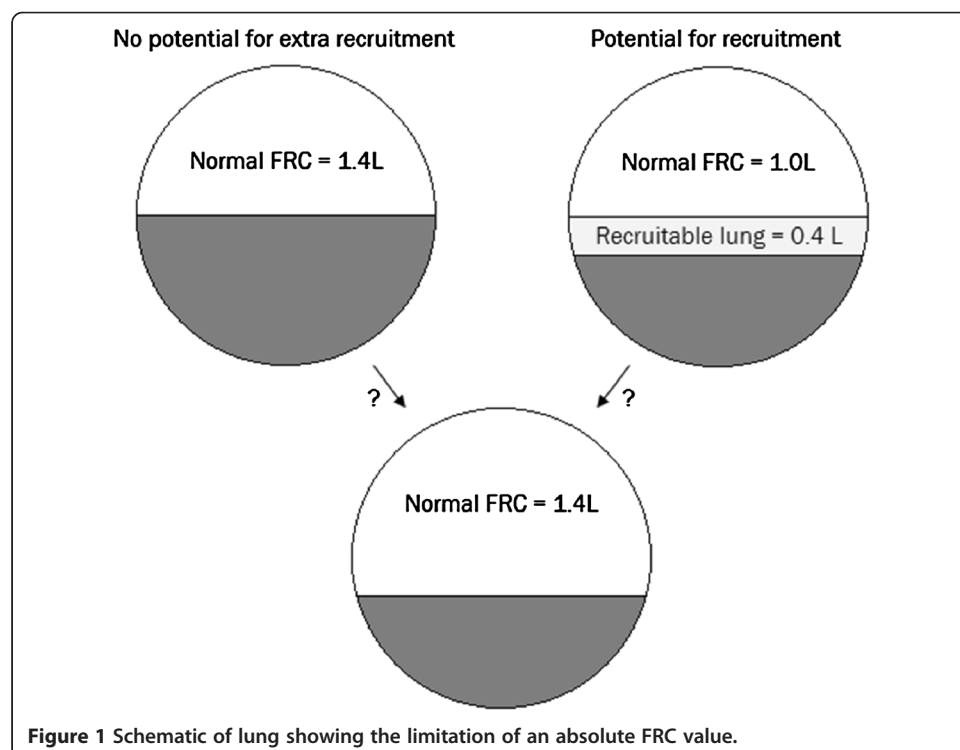 No potential for extra recruitment
Potential for recruitment
Normal FRC = 1.4L
Normal FRC = 1.0L
Recruitable lung = 0.4 L
?
?
Normal FRC = 1.4L
Figure 1 Schematic of lung showing the limitation of an absolute FRC value.